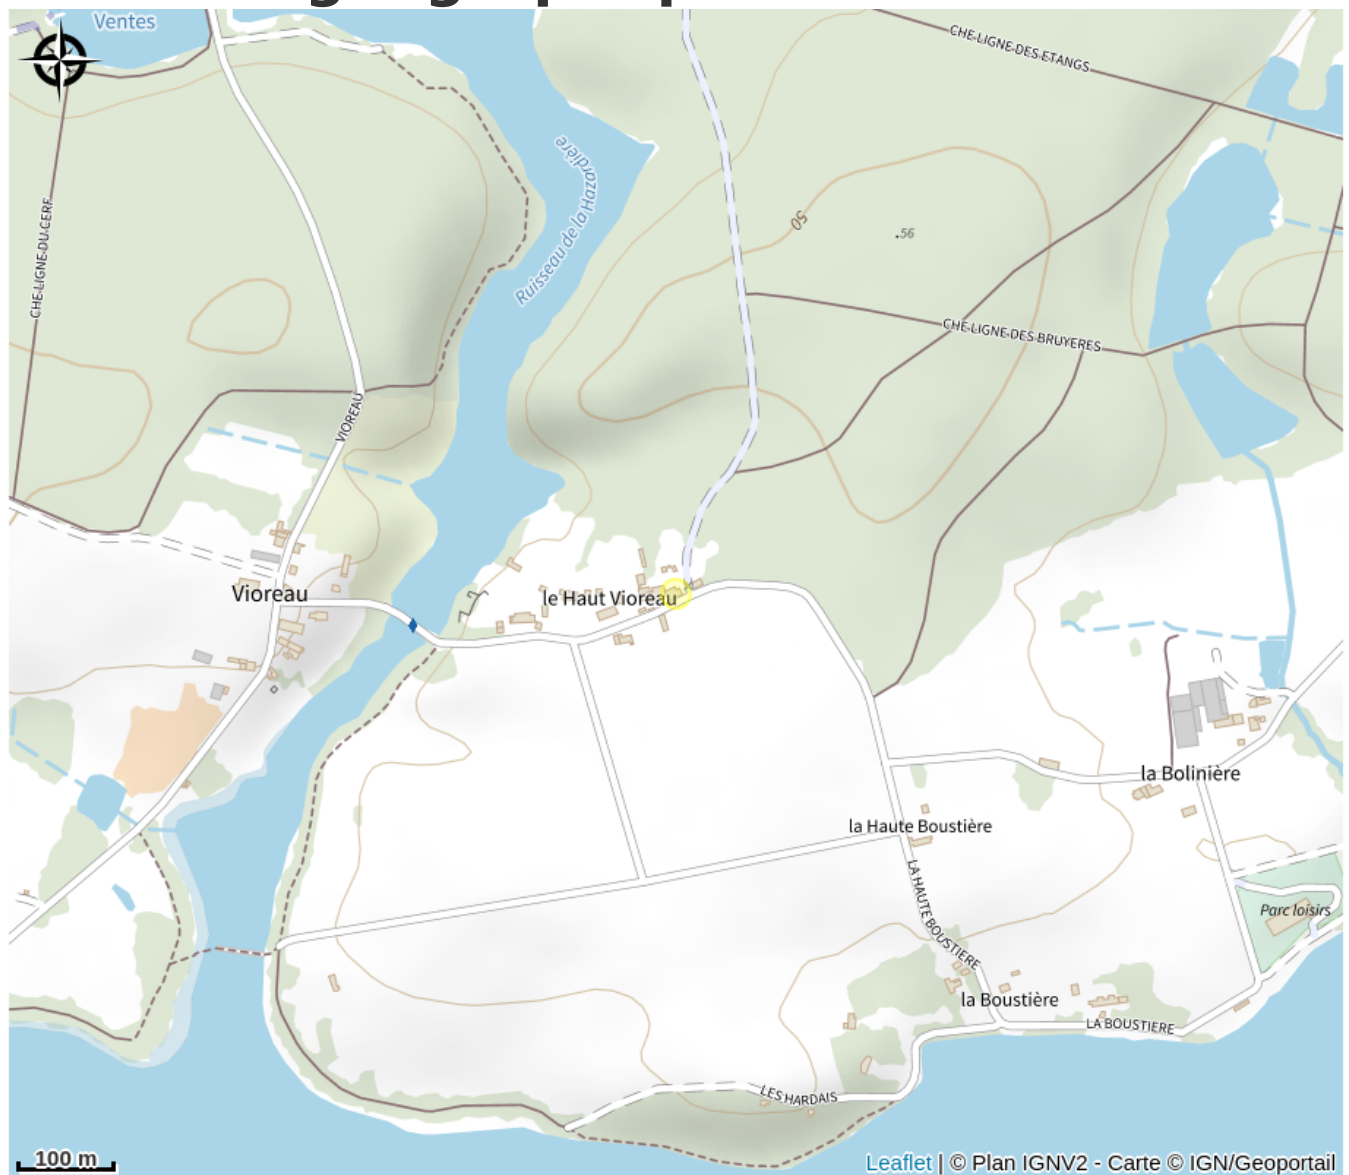 Ventes
CHE LIGNE DES ETANGS
Ruisseau de la Hazardière
CHE LIGNE DU CERF
50
.56
CHE LIGNE DES BRUYERES
VIOREAU
Vioreau
le Haut Vioreau
la Bolinière
la Haute Boustière
LA HAUTE BOUSTIERE
Parc loisirs
la Boustière
LA BOUSTIERE
LES HARDAIS
100 m
Leaflet | © Plan IGNV2 - Carte © IGN/Geoportail